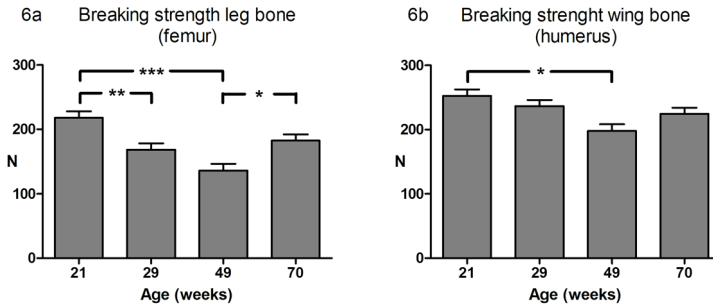 6a Breaking strength leg bone
(femur)
300
200
100
0
N
***
** *
21 29 49 70
Age (weeks)
6b Breaking strenght wing bone
(humerus)
300
200
100
0
N
*
21 29 49 70
Age (weeks)